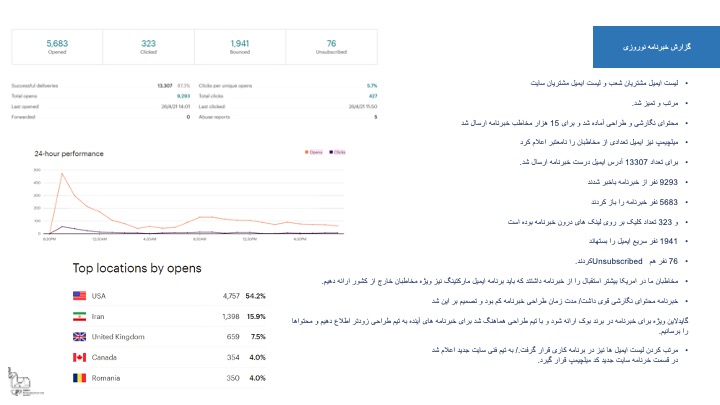 گزارش خبرنامه نوروزی
• لیست ایمیل مشتریان شعب و لیست ایمیل مشتریان سایت
• مرتب و تمیز شد.
• محتوای نگارشی و طراحی آماده شد و برای 15 هزار مخاطب خبرنامه ارسال شد
• میلچیمپ نیز ایمیل تعدادی از مخاطبان را نامعتبر اعلام کرد
• برای تعداد 13307 آدرس ایمیل درست خبرنامه ارسال شد.
• 9293 نفر از خبرنامه باخبر شدند
• 5683 نفر خبرنامه را باز کردند
• و 323 تعداد کلیک بر روی لینک های درون خبرنامه بوده است
• 1941 نفر سریع ایمیل را بستهاند
• 76 نفر هم Unsubscribedکردند.
• مخاطبان ما در امریکا بیشتر استقبال را از خبرنامه داشتند که باید برنامه ایمیل مارکتینگ نیز ویژه مخاطبان خارج از کشور ارائه دهیم.
• خبرنامه محتوای نگارشی قوی داشت/ مدت زمان طراحی خبرنامه کم بود و تصمیم بر این شد
گایدلاین ویژه برای خبرنامه در برند بوک ارائه شود و با تیم طراحی هماهنگ شد برای خبرنامه های آینده به تیم طراحی زودتر اطلاع دهیم و محتواها
را برسانیم.
• مرتب کردن لیست ایمیل ها نیز در برنامه کاری قرار گرفت./ به تیم فنی سایت جدید اعلام شد
در قسمت خبرنامه سایت جدید کد میلچیمپ قرار گیرد.
5,683 323 1,941 76
Opened Clicked Bounced Unsubscribed
Successful deliveries 13,307 87.3% Clicks per unique opens 5.7%
Total opens 9,293 Total clicks 427
Last opened 26/4/21 14:01 Last clicked 26/4/21 11:50
Forwarded 0 Abuse reports 5
24-hour performance Opens Clicks
500
400
300
200
100
0
8:00PM 12:00AM 4:00AM 8:00AM 12:00PM 4:00PM
Top locations by opens
USA 4,757 54.2%
Iran 1,398 15.9%
United Kingdom 659 7.5%
Canada 354 4.0%
Romania 350 4.0%